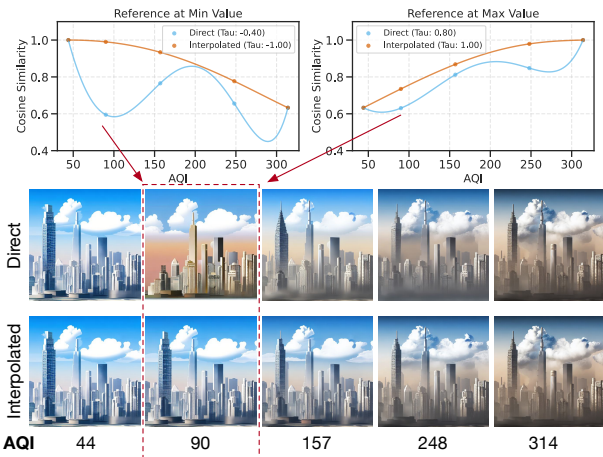 Reference at Min Value
Cosine Similarity
1.0
0.8
0.6
0.4
Direct (Tau: -0.40)
Interpolated (Tau: -1.00)
50 100 150 200 250 300
AQI
Reference at Max Value
Cosine Similarity
1.0
0.8
0.6
0.4
Direct (Tau: 0.80)
Interpolated (Tau: 1.00)
50 100 150 200 250 300
AQI
Direct
Interpolated
AQI 44 90 157 248 314